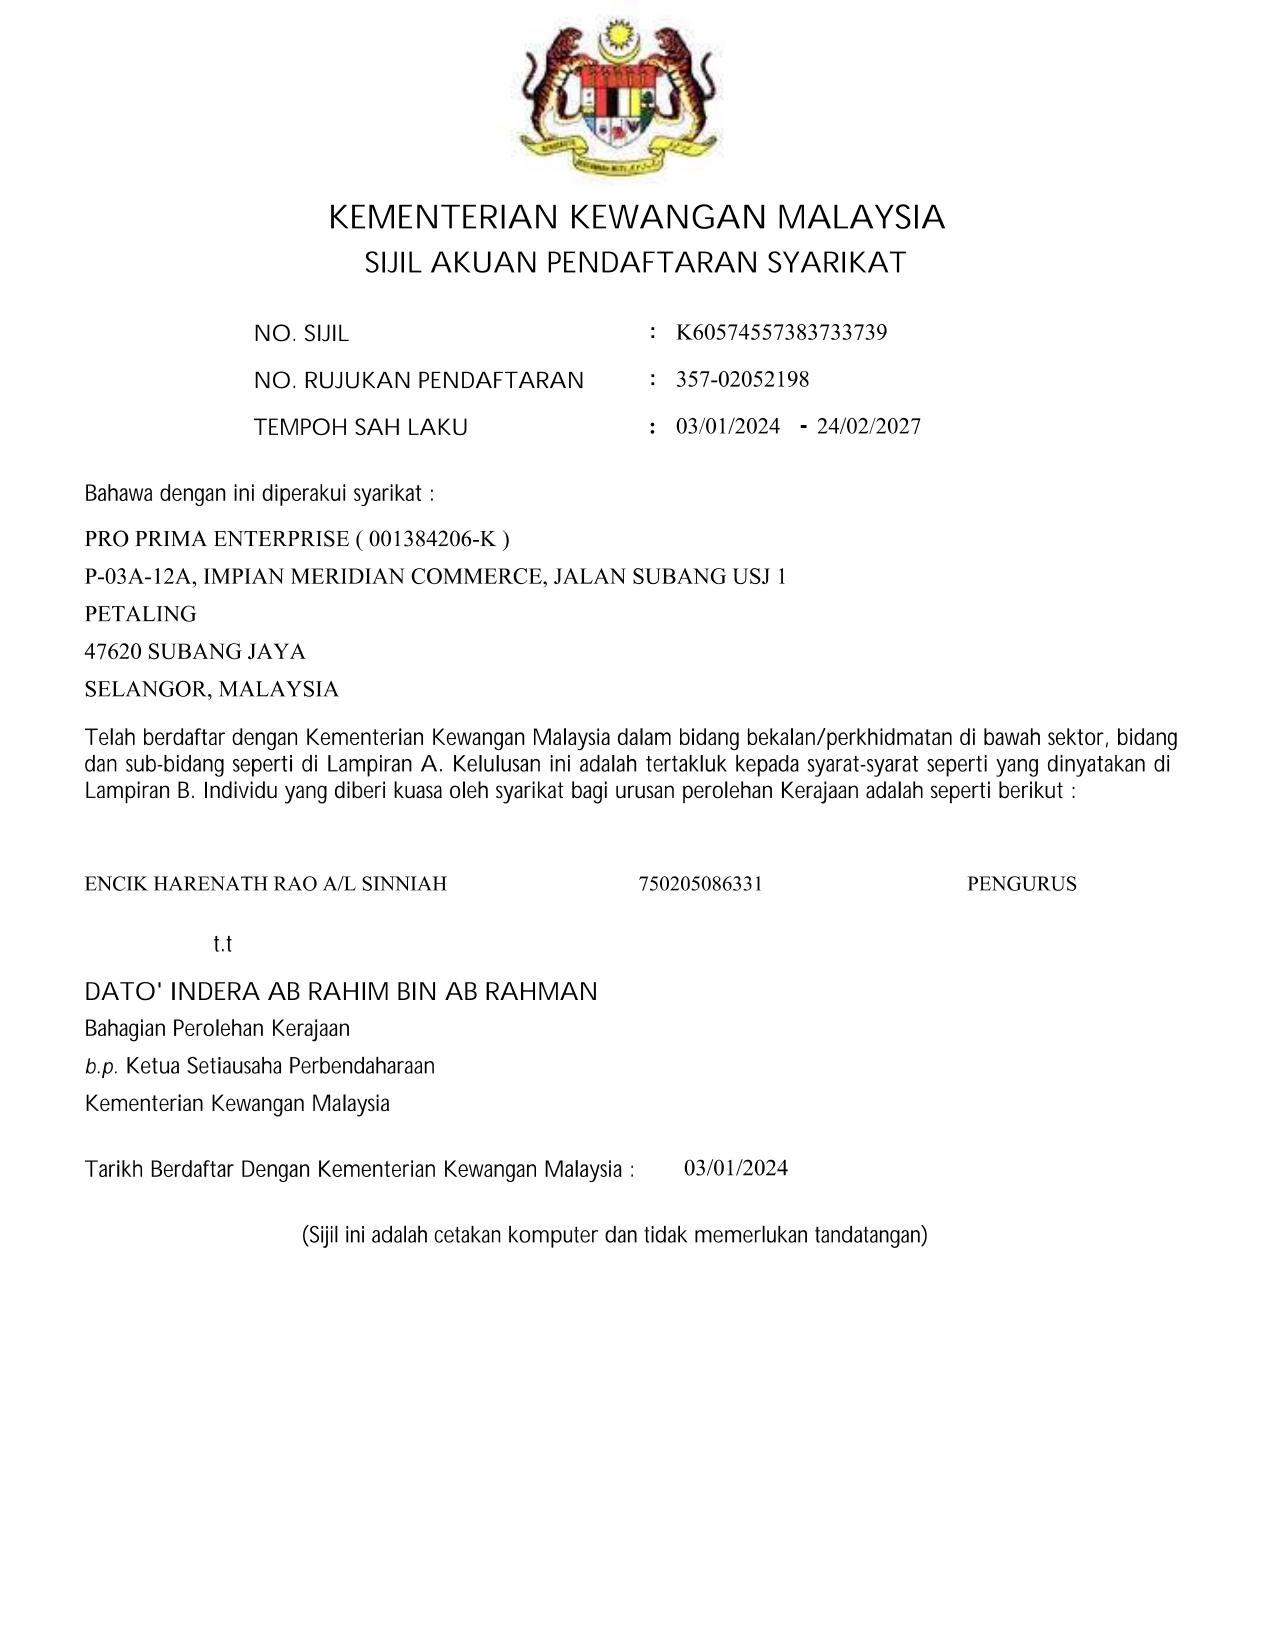 KEMENTERIAN KEWANGAN MALAYSIA
SIJIL AKUAN PENDAFTARAN SYARIKAT
NO. SIJIL : K60574557383733739
NO. RUJUKAN PENDAFTARAN : 357-02052198
TEMPOH SAH LAKU : 03/01/2024 - 24/02/2027
Bahawa dengan ini diperakui syarikat :
PRO PRIMA ENTERPRISE ( 001384206-K )
P-03A-12A, IMPIAN MERIDIAN COMMERCE, JALAN SUBANG USJ 1
PETALING
47620 SUBANG JAYA
SELANGOR, MALAYSIA
Telah berdaftar dengan Kementerian Kewangan Malaysia dalam bidang bekalan/perkhidmatan di bawah sektor, bidang
dan sub-bidang seperti di Lampiran A. Kelulusan ini adalah tertakluk kepada syarat-syarat seperti yang dinyatakan di
Lampiran B. Individu yang diberi kuasa oleh syarikat bagi urusan perolehan Kerajaan adalah seperti berikut :
ENCIK HARENATH RAO A/L SINNIAH 750205086331 PENGURUS
t.t
DATO' INDERA AB RAHIM BIN AB RAHMAN
Bahagian Perolehan Kerajaan
b.p. Ketua Setiausaha Perbendaharaan
Kementerian Kewangan Malaysia
Tarikh Berdaftar Dengan Kementerian Kewangan Malaysia : 03/01/2024
(Sijil ini adalah cetakan komputer dan tidak memerlukan tandatangan)